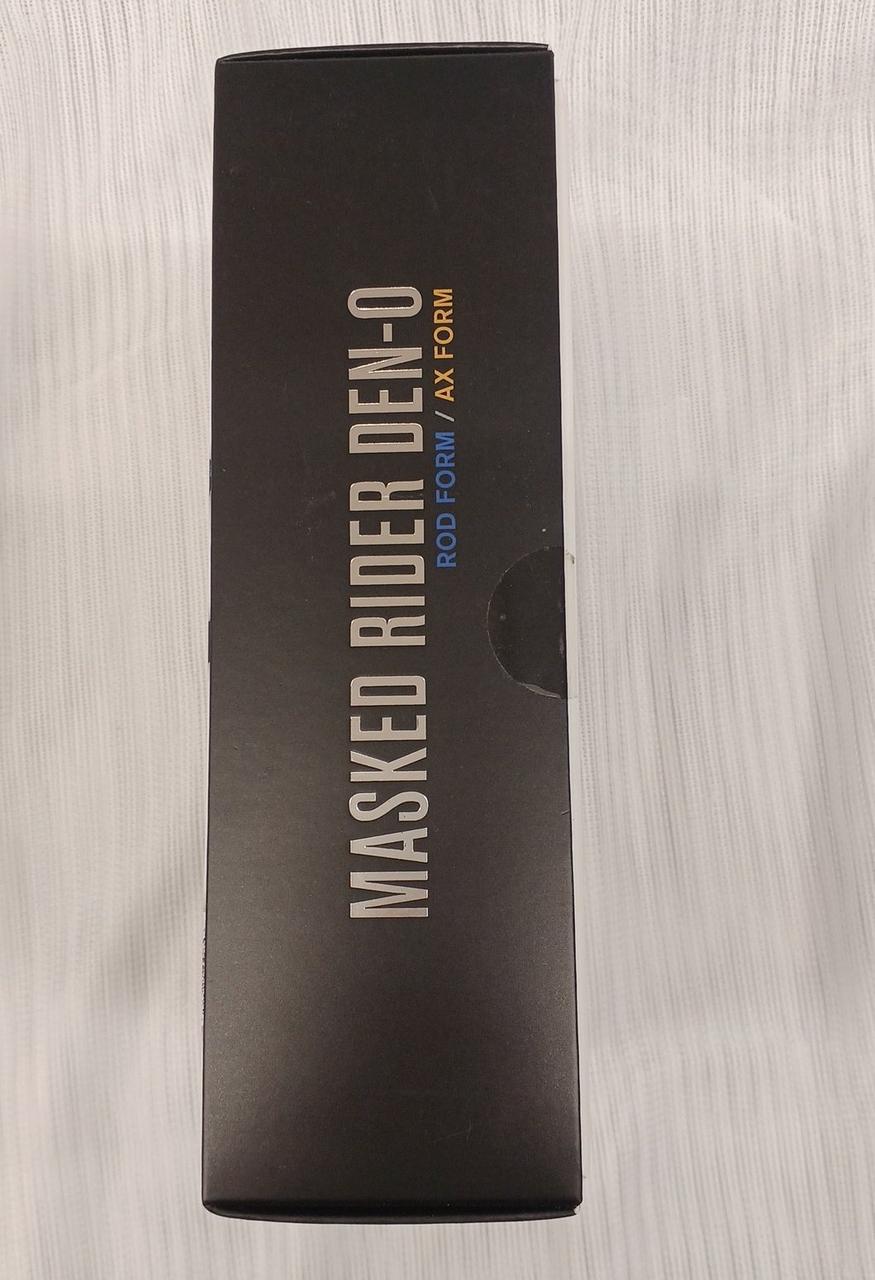 MASKED RIDER DEN-O
ROD FORM / AX FORM